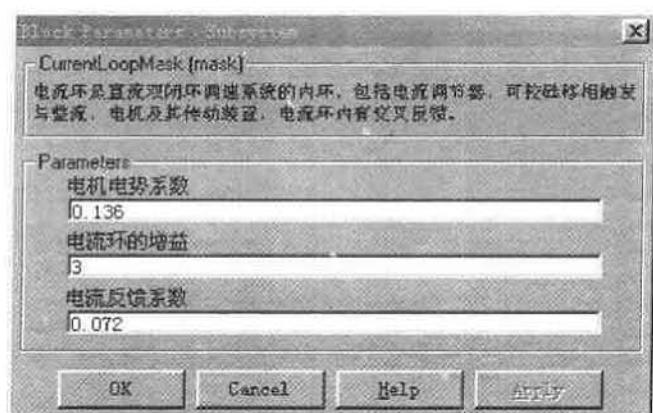 Block Parameters - Subsystem
CurrentLoopMask (mask)
电流环是直流双闭环调速系统的内环，包括电流调节器，可控硅移相触发
与整流，电机及其传动装置，电流环内有交叉反馈。
Parameters
电机电势系数
0.136
电流环的增益
3
电流反馈系数
0.072
OK
Cancel
Help
Apply